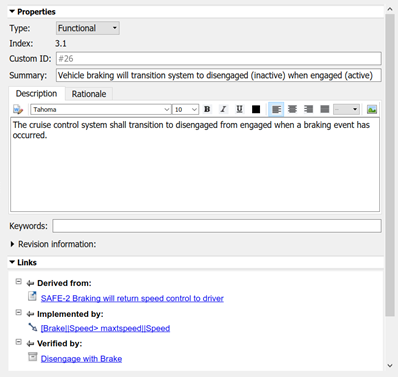 Properties
Type: Functional
Index: 3.1
Custom ID: #26
Summary: Vehicle braking will transition system to disengaged (inactive) when engaged (active)
Description Rationale
Tahoma 10 B I U
The cruise control system shall transition to disengaged from engaged when a braking event has
occurred.
Keywords:
Revision information:
Links
Derived from:
SAFE-2 Braking will return speed control to driver
Implemented by:
[Brake||Speed> maxtspeed||Speed
Verified by:
Disengage with Brake